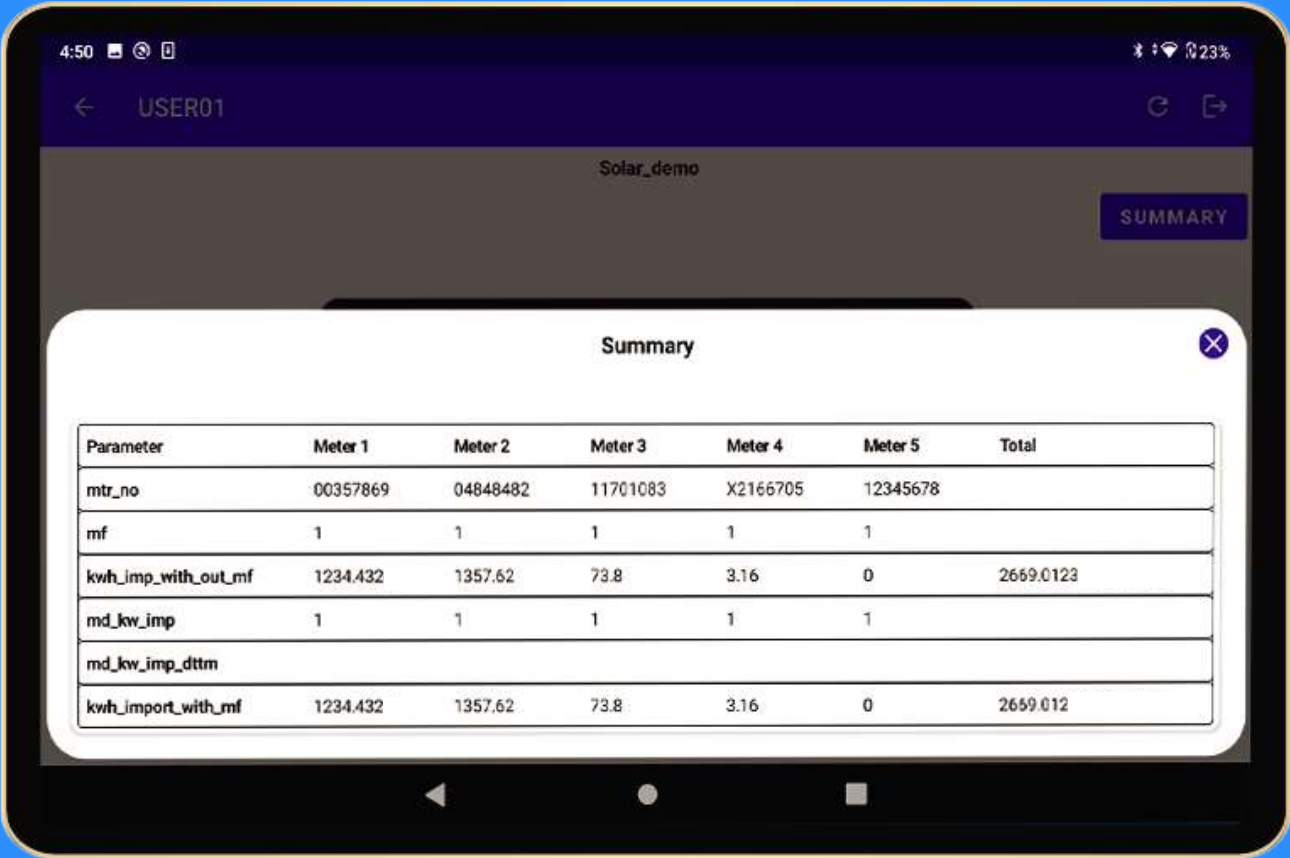 4:50 23%
USER01
Solar_demo
SUMMARY
Summary
Parameter Meter 1 Meter 2 Meter 3 Meter 4 Meter 5 Total
mtr_no 00357869 04848482 11701083 X2166705 12345678
mf 1 1 1 1 1
kwh_imp_with_out_mf 1234.432 1357.62 73.8 3.16 0 2669.0123
md_kw_imp 1 1 1 1 1
md_kw_imp_dttm
kwh_import_with_mf 1234.432 1357.62 73.8 3.16 0 2669.012